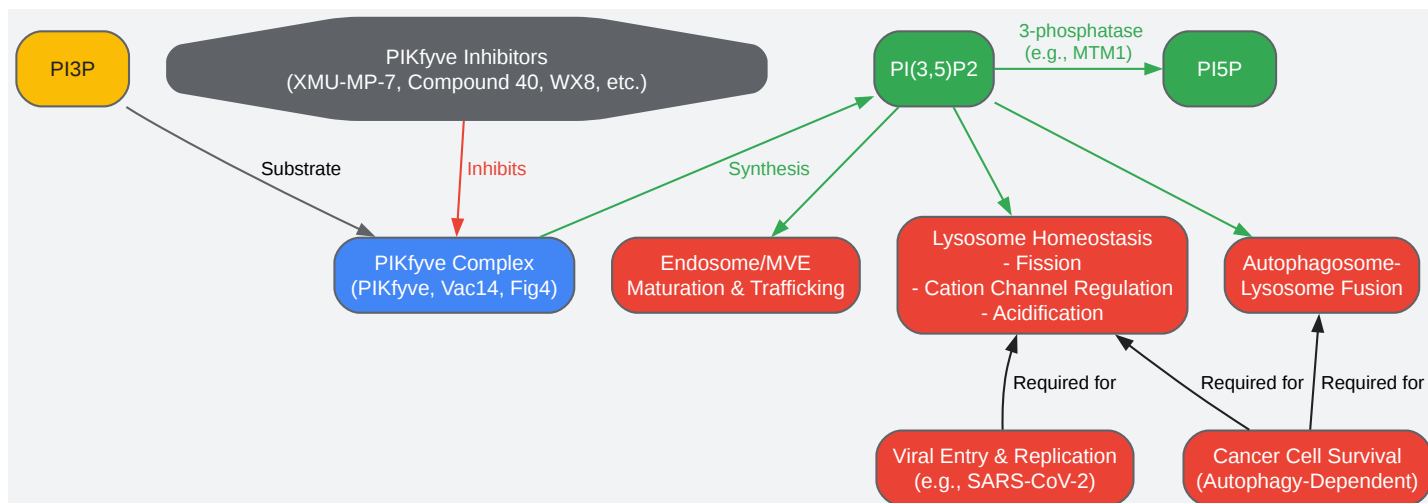 PI3P
PIKfyve Inhibitors
(XMU-MP-7, Compound 40, WX8, etc.)
PI(3,5)P2
3-phosphatase
(e.g., MTM1)
PI5P
Substrate
Inhibits
Synthesis
PIKfyve Complex
(PIKfyve, Vac14, Fig4)
Endosome/MVE
Maturation & Trafficking
Lysosome Homeostasis
- Fission
- Cation Channel Regulation
- Acidification
Autophagosome-
Lysosome Fusion
Required for
Required for
Required for
Viral Entry & Replication
(e.g., SARS-CoV-2)
Cancer Cell Survival
(Autophagy-Dependent)